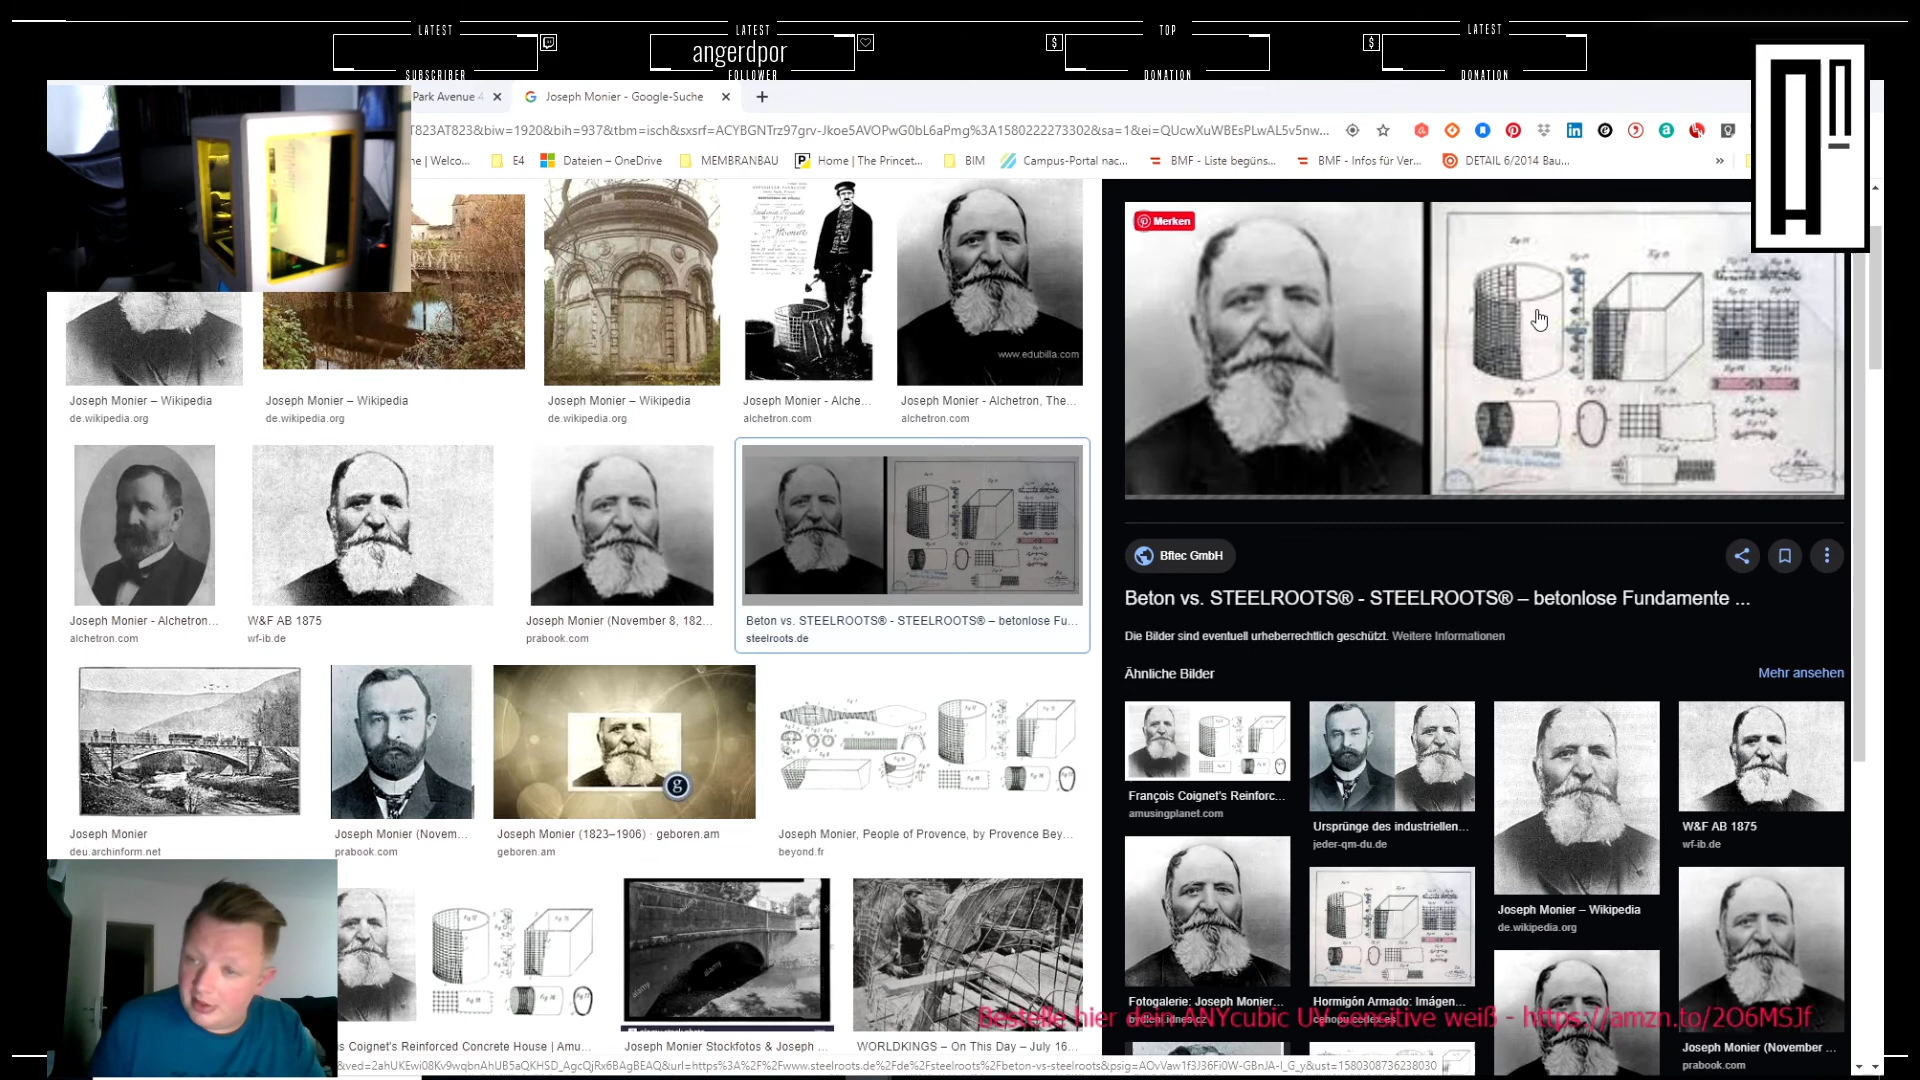 LATEST
SUBSCRIBER
LATEST
angerdpor
FOLLOWER
TOP
DONATION
LATEST
DONATION
Park Avenue 4
Joseph Monier - Google-Suche
ne | Welco...
E4
Dateien – OneDrive
MEMBRANBAU
Home | The Princet...
BIM
Campus-Portal nac...
BMF - Liste begüns...
BMF - Infos für Ver...
DETAIL 6/2014 Bau...
»
www.edubilla.com
Joseph Monier – Wikipedia
de.wikipedia.org
Joseph Monier – Wikipedia
de.wikipedia.org
Joseph Monier – Wikipedia
de.wikipedia.org
Joseph Monier - Alche...
alchetron.com
Joseph Monier - Alchetron, The...
alchetron.com
Joseph Monier - Alchetron...
alchetron.com
W&F AB 1875
wf-ib.de
Joseph Monier (November 8, 182...
prabook.com
Beton vs. STEELROOTS® - STEELROOTS® – betonlose Fu...
steelroots.de
Joseph Monier
deu.archinform.net
Joseph Monier (Novem...
prabook.com
Joseph Monier (1823–1906) · geboren.am
geboren.am
Joseph Monier, People of Provence, by Provence Bey...
beyond.fr
s Coignet's Reinforced Concrete House | Amu...
Joseph Monier Stockfotos & Joseph ...
WORLDKINGS – On This Day – July 16...
Merken
Bftec GmbH
Beton vs. STEELROOTS® - STEELROOTS® – betonlose Fundamente ...
Die Bilder sind eventuell urheberrechtlich geschützt. Weitere Informationen
Ähnliche Bilder
Mehr ansehen
François Coignet's Reinforc...
amusingplanet.com
Ursprünge des industriellen...
jeder-qm-du.de
Joseph Monier – Wikipedia
de.wikipedia.org
W&F AB 1875
wf-ib.de
Fotogalerie: Joseph Monier...
Hormigón Armado: Imágen...
cehopu.cedex.es
Joseph Monier (November ...
prabook.com
Bestelle hier dein ANYcubic UV sensitive weiß - https://amzn.to/2O6MSJf